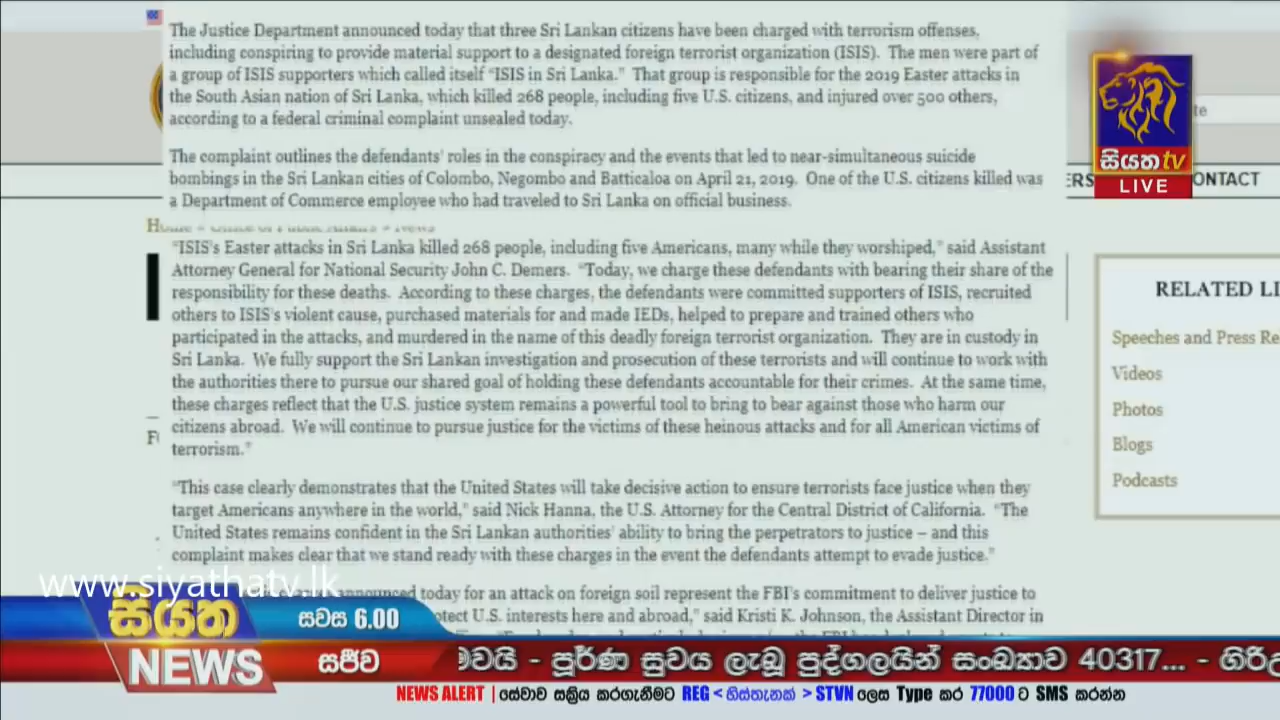 The Justice Department announced today that three Sri Lankan citizens have been charged with terrorism offenses,
including conspiring to provide material support to a designated foreign terrorist organization (ISIS). The men were part of
a group of ISIS supporters which called itself “ISIS in Sri Lanka.” That group is responsible for the 2019 Easter attacks in
the South Asian nation of Sri Lanka, which killed 268 people, including five U.S. citizens, and injured over 500 others,
according to a federal criminal complaint unsealed today.
The complaint outlines the defendants’ roles in the conspiracy and the events that led to near-simultaneous suicide
bombings in the Sri Lankan cities of Colombo, Negombo and Batticaloa on April 21, 2019. One of the U.S. citizens killed was
a Department of Commerce employee who had traveled to Sri Lanka on official business.
“ISIS’s Easter attacks in Sri Lanka killed 268 people, including five Americans, many while they worshiped,” said Assistant
Attorney General for National Security John C. Demers. “Today, we charge these defendants with bearing their share of the
responsibility for these deaths. According to these charges, the defendants were committed supporters of ISIS, recruited
others to ISIS’s violent cause, purchased materials for and made IEDs, helped to prepare and trained others who
participated in the attacks, and murdered in the name of this deadly foreign terrorist organization. They are in custody in
Sri Lanka. We fully support the Sri Lankan investigation and prosecution of these terrorists and will continue to work with
the authorities there to pursue our shared goal of holding these defendants accountable for their crimes. At the same time,
these charges reflect that the U.S. justice system remains a powerful tool to bring to bear against those who harm our
citizens abroad. We will continue to pursue justice for the victims of these heinous attacks and for all American victims of
terrorism.”
“This case clearly demonstrates that the United States will take decisive action to ensure terrorists face justice when they
target Americans anywhere in the world,” said Nick Hanna, the U.S. Attorney for the Central District of California. “The
United States remains confident in the Sri Lankan authorities’ ability to bring the perpetrators to justice – and this
complaint makes clear that we stand ready with these charges in the event the defendants attempt to evade justice.”
announced today for an attack on foreign soil represent the FBI’s commitment to deliver justice to
otect U.S. interests here and abroad,” said Kristi K. Johnson, the Assistant Director in
සියත tv
LIVE
ONTACT
RELATED LI
Speeches and Press Re
Videos
Photos
Blogs
Podcasts
www.siyathatv.lk
සියත
සවස 6.00
NEWS
සජීව
මවයි - පූර්ණ සුවය ලැබූ පුද්ගලයින් සංඛ්‍යාව 40317... - ගිරිඋ
NEWS ALERT | සේවාව සක්‍රිය කරගැනීමට REG < හිස්තැනක් > STVN ලෙස Type කර 77000 ට SMS කරන්න